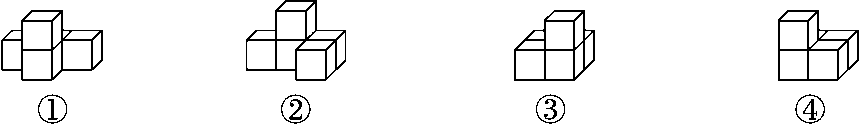 ① ② ③ ④